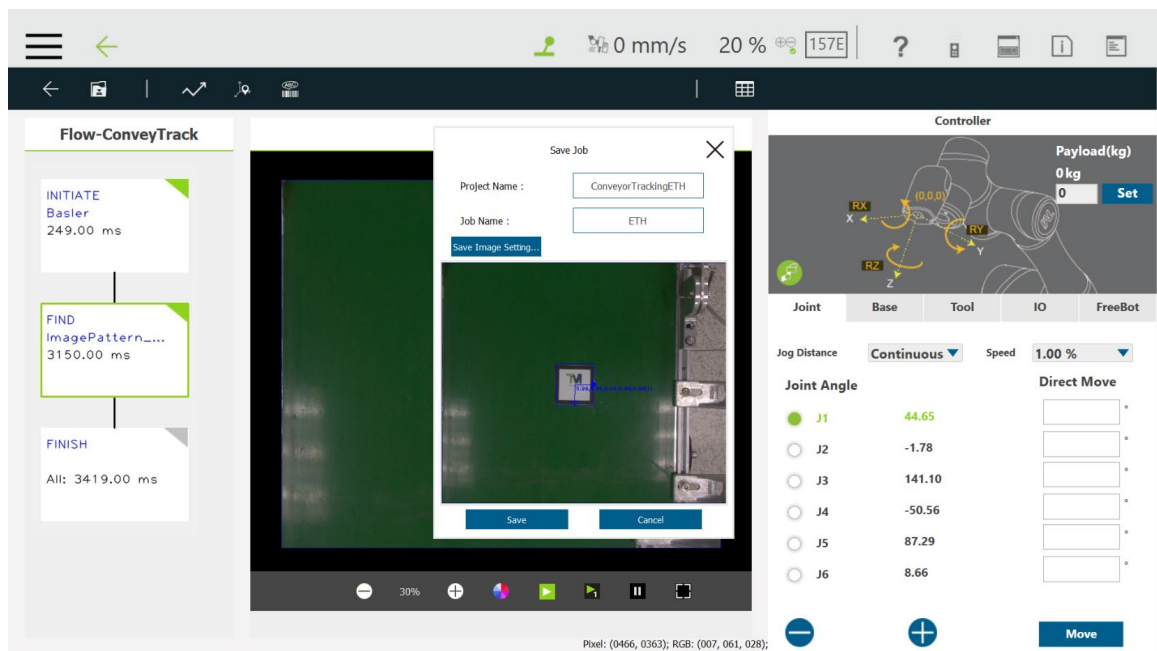 0 mm/s
20 %
157E
?
Flow-ConveyTrack
INITIATE
Basler
249.00 ms
FIND
ImagePattern_...
3150.00 ms
FINISH
All: 3419.00 ms
Save Job
Project Name :
ConveyorTrackingETH
Job Name :
ETH
Save Image Setting...
TM
Save
Cancel
30%
1
Pixel: (0466, 0363); RGB: (007, 061, 028);
Controller
Payload(kg)
0 kg
0
Set
(0,0,0)
RX
X
RY
Y
RZ
Z
Joint
Base
Tool
IO
FreeBot
Jog Distance
Continuous
Speed
1.00 %
Joint Angle
Direct Move
J1
44.65
°
J2
-1.78
°
J3
141.10
°
J4
-50.56
°
J5
87.29
°
J6
8.66
°
Move